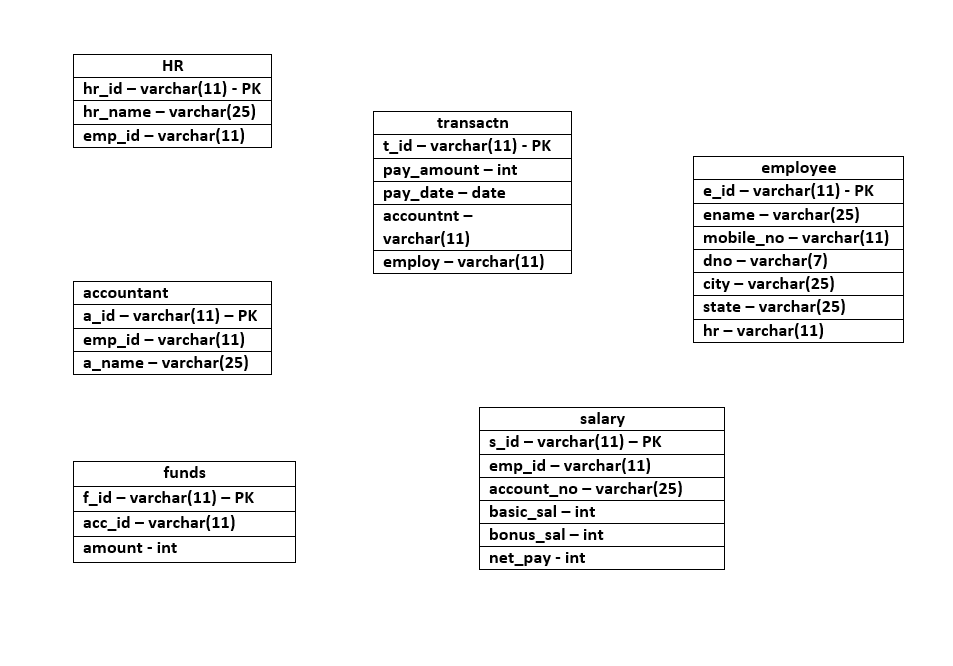 HR
hr_id – varchar(11) - PK
hr_name – varchar(25)
emp_id – varchar(11)
transactn
t_id – varchar(11) - PK
pay_amount – int
pay_date – date
accountnt –
varchar(11)
employ – varchar(11)
employee
e_id – varchar(11) - PK
ename – varchar(25)
mobile_no – varchar(11)
dno – varchar(7)
city – varchar(25)
state – varchar(25)
hr – varchar(11)
accountant
a_id – varchar(11) – PK
emp_id – varchar(11)
a_name – varchar(25)
salary
s_id – varchar(11) – PK
emp_id – varchar(11)
account_no – varchar(25)
basic_sal – int
bonus_sal – int
net_pay - int
funds
f_id – varchar(11) – PK
acc_id – varchar(11)
amount - int